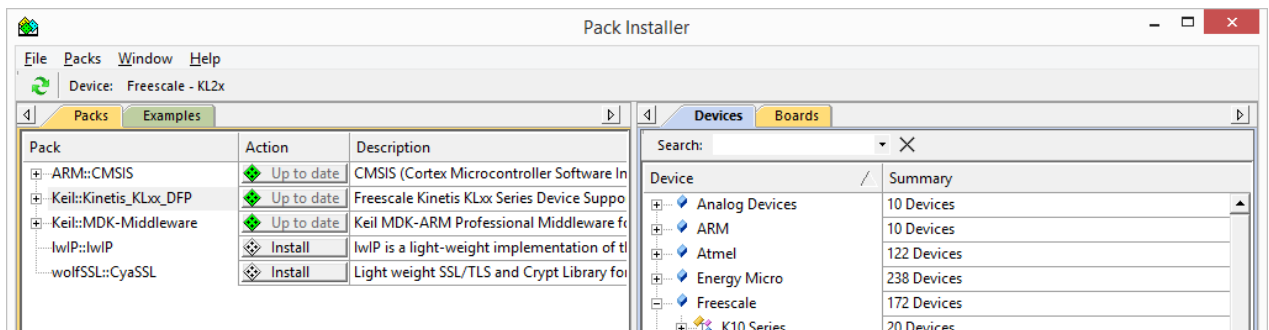 Pack Installer
File Packs Window Help
Device: Freescale - KL2x
Packs Examples
Pack Action Description
ARM::CMSIS Up to date CMSIS (Cortex Microcontroller Software In
Keil::Kinetis_KLxx_DFP Up to date Freescale Kinetis KLxx Series Device Suppo
Keil::MDK-Middleware Up to date Keil MDK-ARM Professional Middleware fo
lwIP::lwIP Install lwIP is a light-weight implementation of tl
wolfSSL::CyaSSL Install Light weight SSL/TLS and Crypt Library for
Devices Boards
Search:
Device Summary
Analog Devices 10 Devices
ARM 10 Devices
Atmel 122 Devices
Energy Micro 238 Devices
Freescale 172 Devices
K10 Series 20 Devices